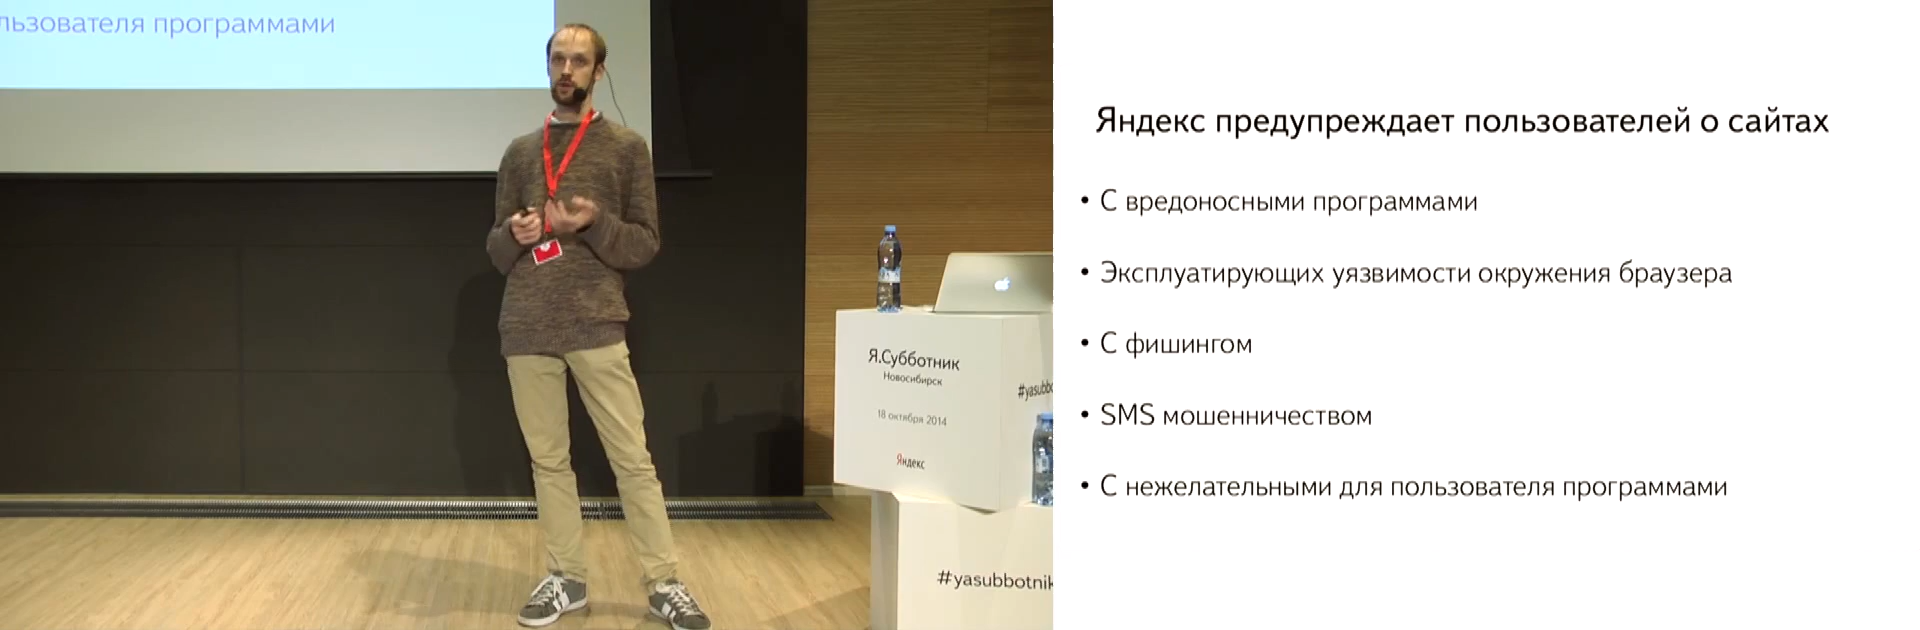 льзователя программами
Я.Субботник
Новосибирск
18 октября 2014
Яндекс
#yasubbo
#yasubbotnik
Яндекс предупреждает пользователей о сайтах
• С вредоносными программами
• Эксплуатирующих уязвимости окружения браузера
• С фишингом
• SMS мошенничеством
• С нежелательными для пользователя программами